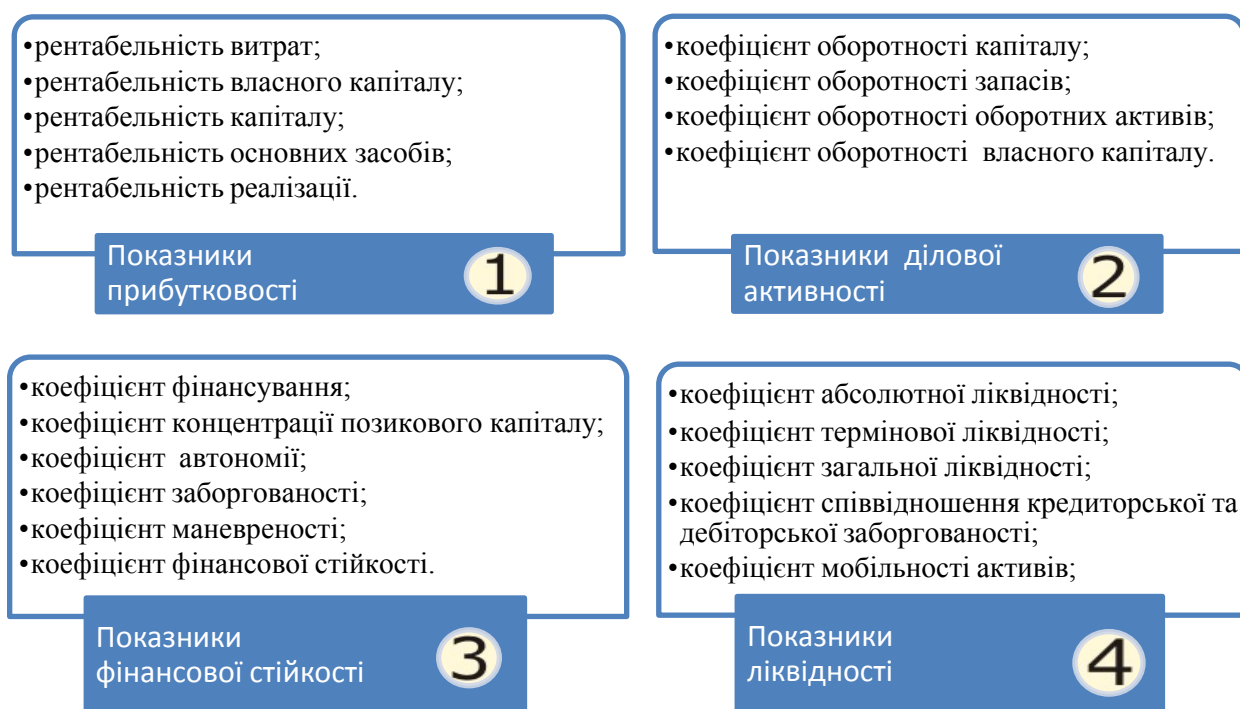 •рентабельність витрат;
•рентабельність власного капіталу;
•рентабельність капіталу;
•рентабельність основних засобів;
•рентабельність реалізації.
Показники
прибутковості
1
•коефіцієнт оборотності капіталу;
•коефіцієнт оборотності запасів;
•коефіцієнт оборотності оборотних активів;
•коефіцієнт оборотності власного капіталу.
Показники ділової
активності
2
•коефіцієнт фінансування;
•коефіцієнт концентрації позикового капіталу;
•коефіцієнт автономії;
•коефіцієнт заборгованості;
•коефіцієнт маневреності;
•коефіцієнт фінансової стійкості.
Показники
фінансової стійкості
3
•коефіцієнт абсолютної ліквідності;
•коефіцієнт термінової ліквідності;
•коефіцієнт загальної ліквідності;
•коефіцієнт співвідношення кредиторської та
дебіторської заборгованості;
•коефіцієнт мобільності активів;
Показники
ліквідності
4